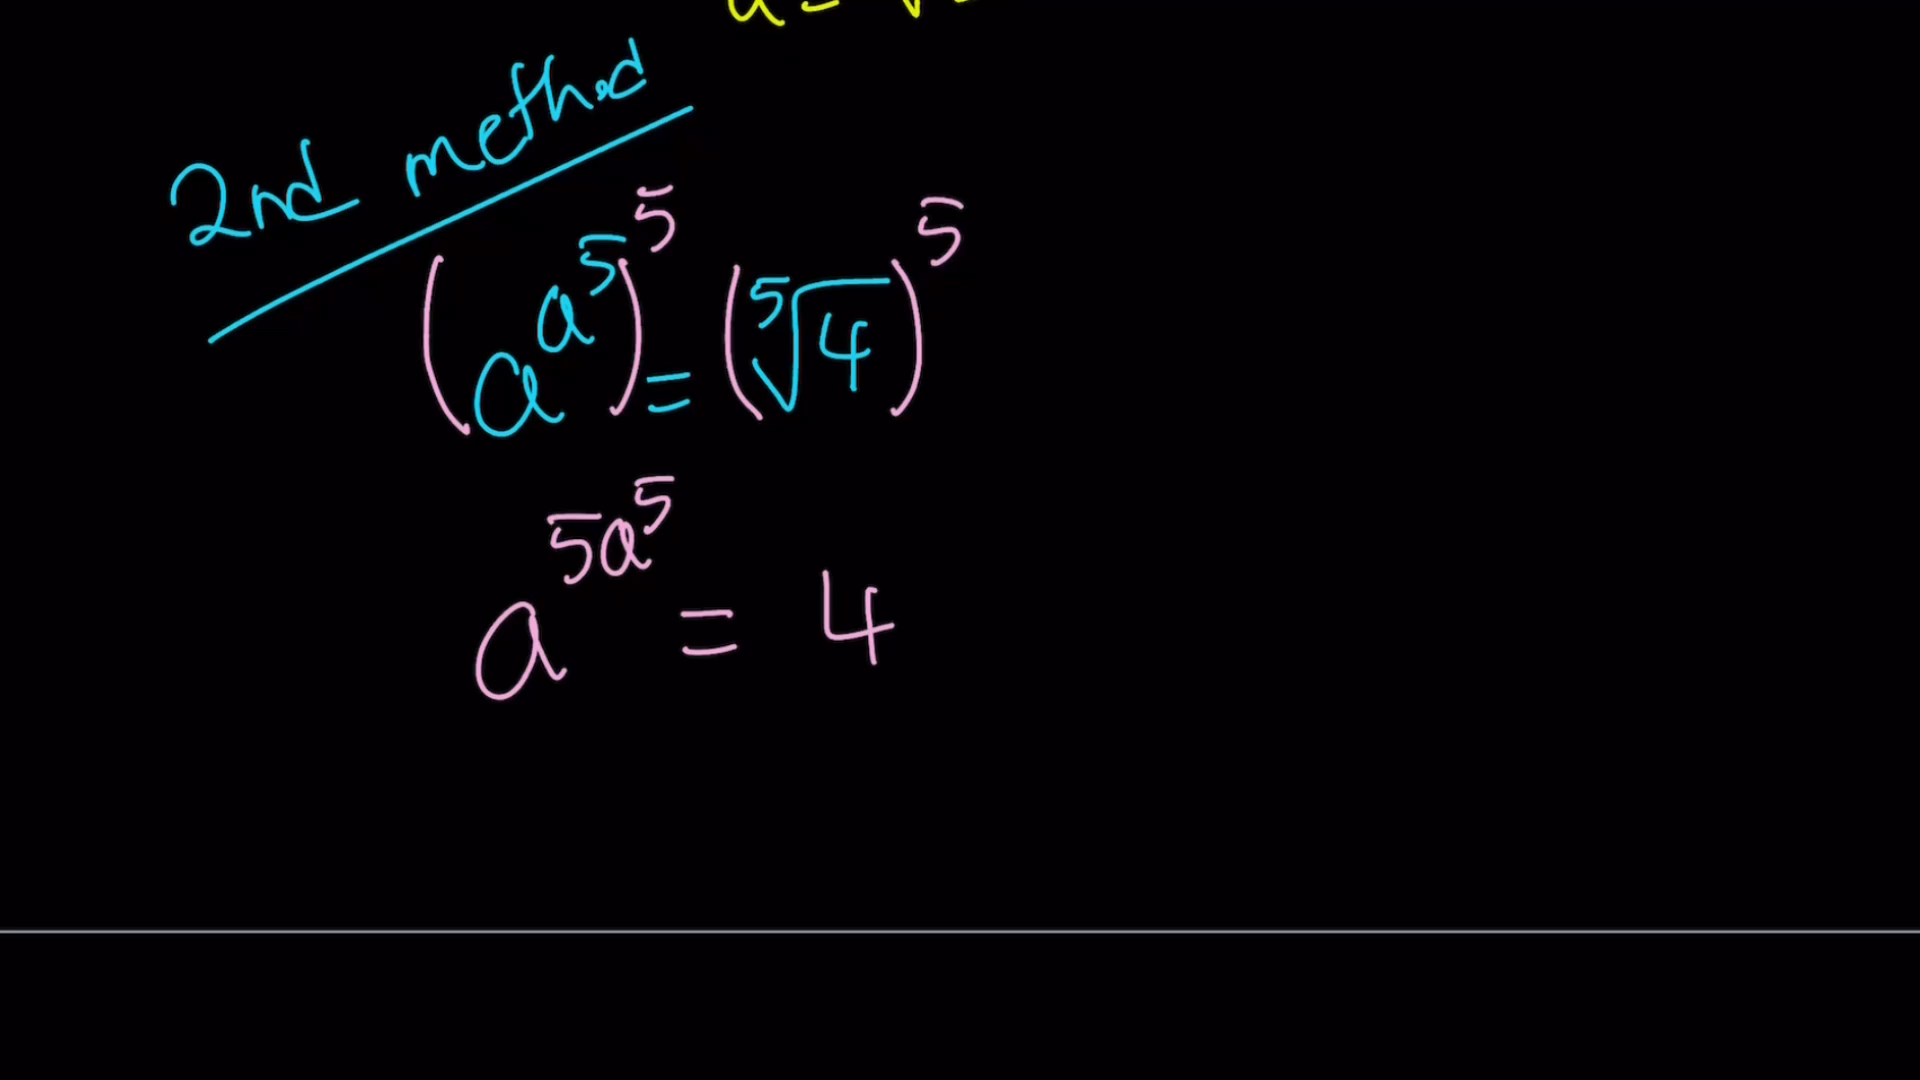 a = √
2nd method
(a^a^5)^5 = (⁵√4)^5
a^5a^5 = 4